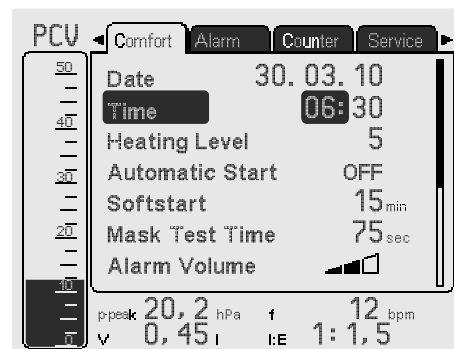 PCV Comfort Alarm Counter Service
50
40
30
20
10
0
Date 30. 03. 10
Time 06:30
Heating Level 5
Automatic Start OFF
Softstart 15 min
Mask Test Time 75 sec
Alarm Volume
p-peak 20,2 hPa f 12 bpm
V 0,45 l I:E 1: 1,5